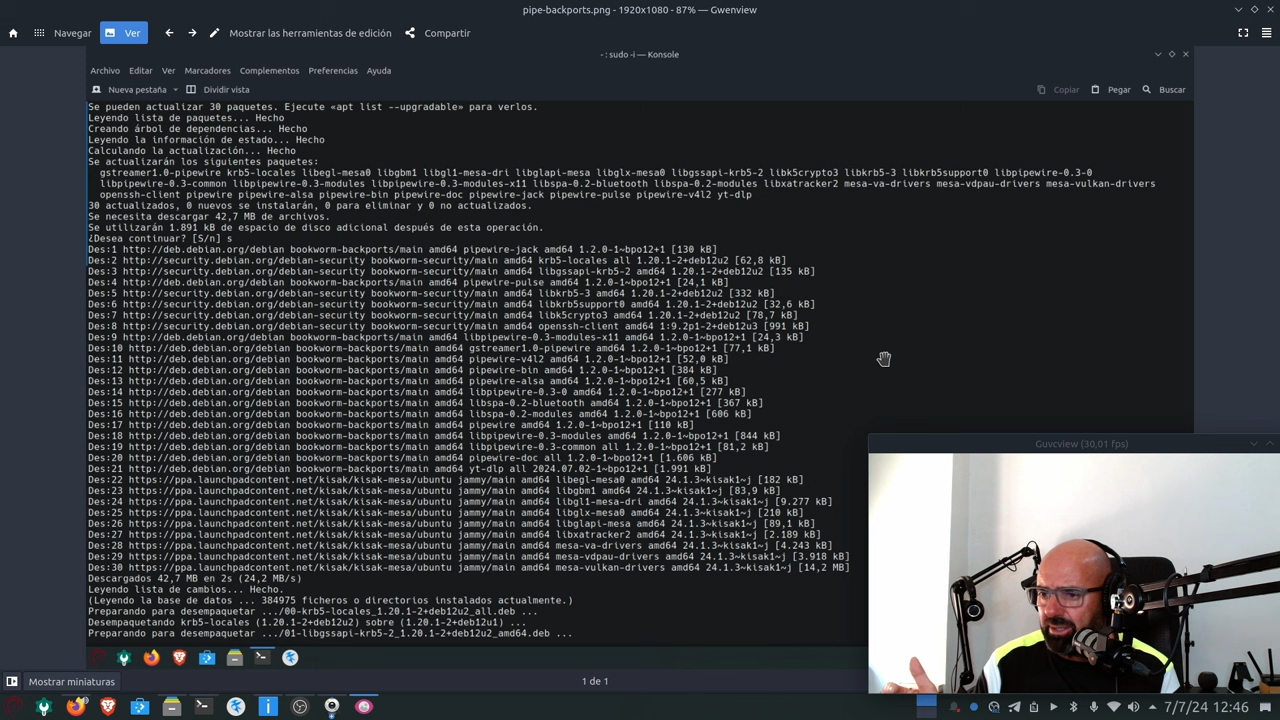 pipe-backports.png - 1920x1080 - 87% — Gwenview
Navegar
Ver
Mostrar las herramientas de edición
Compartir
- : sudo -i — Konsole
Archivo Editar Ver Marcadores Complementos Preferencias Ayuda
Nueva pestaña
Dividir vista
Copiar
Pegar
Buscar
Se pueden actualizar 30 paquetes. Ejecute «apt list --upgradable» para verlos.
Leyendo lista de paquetes... Hecho
Creando árbol de dependencias... Hecho
Leyendo la información de estado... Hecho
Calculando la actualización... Hecho
Se actualizarán los siguientes paquetes:
gstreamer1.0-pipewire krb5-locales libegl-mesa0 libgbm1 libgl1-mesa-dri libglapi-mesa libglx-mesa0 libgssapi-krb5-2 libk5crypto3 libkrb5-3 libkrb5support0 libpipewire-0.3-0
libpipewire-0.3-common libpipewire-0.3-modules libpipewire-0.3-modules-x11 libspa-0.2-bluetooth libspa-0.2-modules libxatracker2 mesa-va-drivers mesa-vdpau-drivers mesa-vulkan-drivers
openssh-client pipewire pipewire-alsa pipewire-bin pipewire-doc pipewire-jack pipewire-pulse pipewire-v4l2 yt-dlp
30 actualizados, 0 nuevos se instalarán, 0 para eliminar y 0 no actualizados.
Se necesita descargar 42,7 MB de archivos.
Se utilizarán 1.891 kB de espacio de disco adicional después de esta operación.
¿Desea continuar? [S/n] s
Des:1 http://deb.debian.org/debian bookworm-backports/main amd64 pipewire-jack amd64 1.2.0-1~bpo12+1 [130 kB]
Des:2 http://security.debian.org/debian-security bookworm-security/main amd64 krb5-locales all 1.20.1-2+deb12u2 [62,8 kB]
Des:3 http://security.debian.org/debian-security bookworm-security/main amd64 libgssapi-krb5-2 amd64 1.20.1-2+deb12u2 [135 kB]
Des:4 http://deb.debian.org/debian bookworm-backports/main amd64 pipewire-pulse amd64 1.2.0-1~bpo12+1 [24,1 kB]
Des:5 http://security.debian.org/debian-security bookworm-security/main amd64 libkrb5-3 amd64 1.20.1-2+deb12u2 [332 kB]
Des:6 http://security.debian.org/debian-security bookworm-security/main amd64 libkrb5support0 amd64 1.20.1-2+deb12u2 [32,6 kB]
Des:7 http://security.debian.org/debian-security bookworm-security/main amd64 libk5crypto3 amd64 1.20.1-2+deb12u2 [78,7 kB]
Des:8 http://security.debian.org/debian-security bookworm-security/main amd64 openssh-client amd64 1:9.2p1-2+deb12u3 [991 kB]
Des:9 http://deb.debian.org/debian bookworm-backports/main amd64 libpipewire-0.3-modules-x11 amd64 1.2.0-1~bpo12+1 [24,3 kB]
Des:10 http://deb.debian.org/debian bookworm-backports/main amd64 gstreamer1.0-pipewire amd64 1.2.0-1~bpo12+1 [77,1 kB]
Des:11 http://deb.debian.org/debian bookworm-backports/main amd64 pipewire-v4l2 amd64 1.2.0-1~bpo12+1 [52,0 kB]
Des:12 http://deb.debian.org/debian bookworm-backports/main amd64 pipewire-bin amd64 1.2.0-1~bpo12+1 [384 kB]
Des:13 http://deb.debian.org/debian bookworm-backports/main amd64 pipewire-alsa amd64 1.2.0-1~bpo12+1 [60,5 kB]
Des:14 http://deb.debian.org/debian bookworm-backports/main amd64 libpipewire-0.3-0 amd64 1.2.0-1~bpo12+1 [277 kB]
Des:15 http://deb.debian.org/debian bookworm-backports/main amd64 libspa-0.2-bluetooth amd64 1.2.0-1~bpo12+1 [367 kB]
Des:16 http://deb.debian.org/debian bookworm-backports/main amd64 libspa-0.2-modules amd64 1.2.0-1~bpo12+1 [606 kB]
Des:17 http://deb.debian.org/debian bookworm-backports/main amd64 pipewire amd64 1.2.0-1~bpo12+1 [110 kB]
Des:18 http://deb.debian.org/debian bookworm-backports/main amd64 libpipewire-0.3-modules amd64 1.2.0-1~bpo12+1 [844 kB]
Des:19 http://deb.debian.org/debian bookworm-backports/main amd64 libpipewire-0.3-common all 1.2.0-1~bpo12+1 [81,2 kB]
Des:20 http://deb.debian.org/debian bookworm-backports/main amd64 pipewire-doc all 1.2.0-1~bpo12+1 [1.606 kB]
Des:21 http://deb.debian.org/debian bookworm-backports/main amd64 yt-dlp all 2024.07.02-1~bpo12+1 [1.991 kB]
Des:22 https://ppa.launchpadcontent.net/kisak/kisak-mesa/ubuntu jammy/main amd64 libegl-mesa0 amd64 24.1.3~kisak1~j [182 kB]
Des:23 https://ppa.launchpadcontent.net/kisak/kisak-mesa/ubuntu jammy/main amd64 libgbm1 amd64 24.1.3~kisak1~j [83,9 kB]
Des:24 https://ppa.launchpadcontent.net/kisak/kisak-mesa/ubuntu jammy/main amd64 libgl1-mesa-dri amd64 24.1.3~kisak1~j [9.277 kB]
Des:25 https://ppa.launchpadcontent.net/kisak/kisak-mesa/ubuntu jammy/main amd64 libglx-mesa0 amd64 24.1.3~kisak1~j [210 kB]
Des:26 https://ppa.launchpadcontent.net/kisak/kisak-mesa/ubuntu jammy/main amd64 libglapi-mesa amd64 24.1.3~kisak1~j [89,1 kB]
Des:27 https://ppa.launchpadcontent.net/kisak/kisak-mesa/ubuntu jammy/main amd64 libxatracker2 amd64 24.1.3~kisak1~j [2.189 kB]
Des:28 https://ppa.launchpadcontent.net/kisak/kisak-mesa/ubuntu jammy/main amd64 mesa-va-drivers amd64 24.1.3~kisak1~j [4.243 kB]
Des:29 https://ppa.launchpadcontent.net/kisak/kisak-mesa/ubuntu jammy/main amd64 mesa-vdpau-drivers amd64 24.1.3~kisak1~j [3.918 kB]
Des:30 https://ppa.launchpadcontent.net/kisak/kisak-mesa/ubuntu jammy/main amd64 mesa-vulkan-drivers amd64 24.1.3~kisak1~j [14,2 MB]
Descargados 42,7 MB en 2s (24,2 MB/s)
Leyendo lista de cambios... Hecho.
(Leyendo la base de datos ... 384975 ficheros o directorios instalados actualmente.)
Preparando para desempaquetar .../00-krb5-locales_1.20.1-2+deb12u2_all.deb ...
Desempaquetando krb5-locales (1.20.1-2+deb12u2) sobre (1.20.1-2+deb12u1) ...
Preparando para desempaquetar .../01-libgssapi-krb5-2_1.20.1-2+deb12u2_amd64.deb ...
Guvcview (30,01 fps)
Mostrar miniaturas
1 de 1
7/7/24 12:46